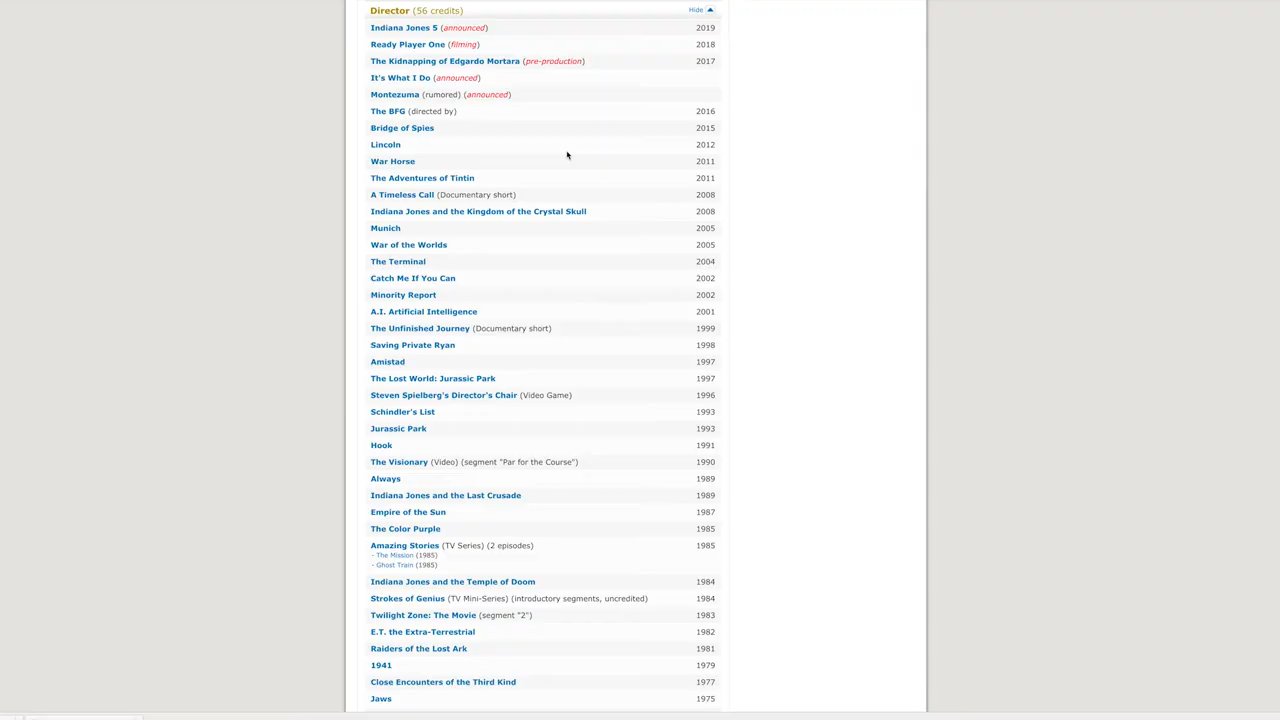 Director (56 credits) Hide
Indiana Jones 5 (announced) 2019
Ready Player One (filming) 2018
The Kidnapping of Edgardo Mortara (pre-production) 2017
It's What I Do (announced)
Montezuma (rumored) (announced)
The BFG (directed by) 2016
Bridge of Spies 2015
Lincoln 2012
War Horse 2011
The Adventures of Tintin 2011
A Timeless Call (Documentary short) 2008
Indiana Jones and the Kingdom of the Crystal Skull 2008
Munich 2005
War of the Worlds 2005
The Terminal 2004
Catch Me If You Can 2002
Minority Report 2002
A.I. Artificial Intelligence 2001
The Unfinished Journey (Documentary short) 1999
Saving Private Ryan 1998
Amistad 1997
The Lost World: Jurassic Park 1997
Steven Spielberg's Director's Chair (Video Game) 1996
Schindler's List 1993
Jurassic Park 1993
Hook 1991
The Visionary (Video) (segment "Par for the Course") 1990
Always 1989
Indiana Jones and the Last Crusade 1989
Empire of the Sun 1987
The Color Purple 1985
Amazing Stories (TV Series) (2 episodes) 1985
- The Mission (1985)
- Ghost Train (1985)
Indiana Jones and the Temple of Doom 1984
Strokes of Genius (TV Mini-Series) (introductory segments, uncredited) 1984
Twilight Zone: The Movie (segment "2") 1983
E.T. the Extra-Terrestrial 1982
Raiders of the Lost Ark 1981
1941 1979
Close Encounters of the Third Kind 1977
Jaws 1975